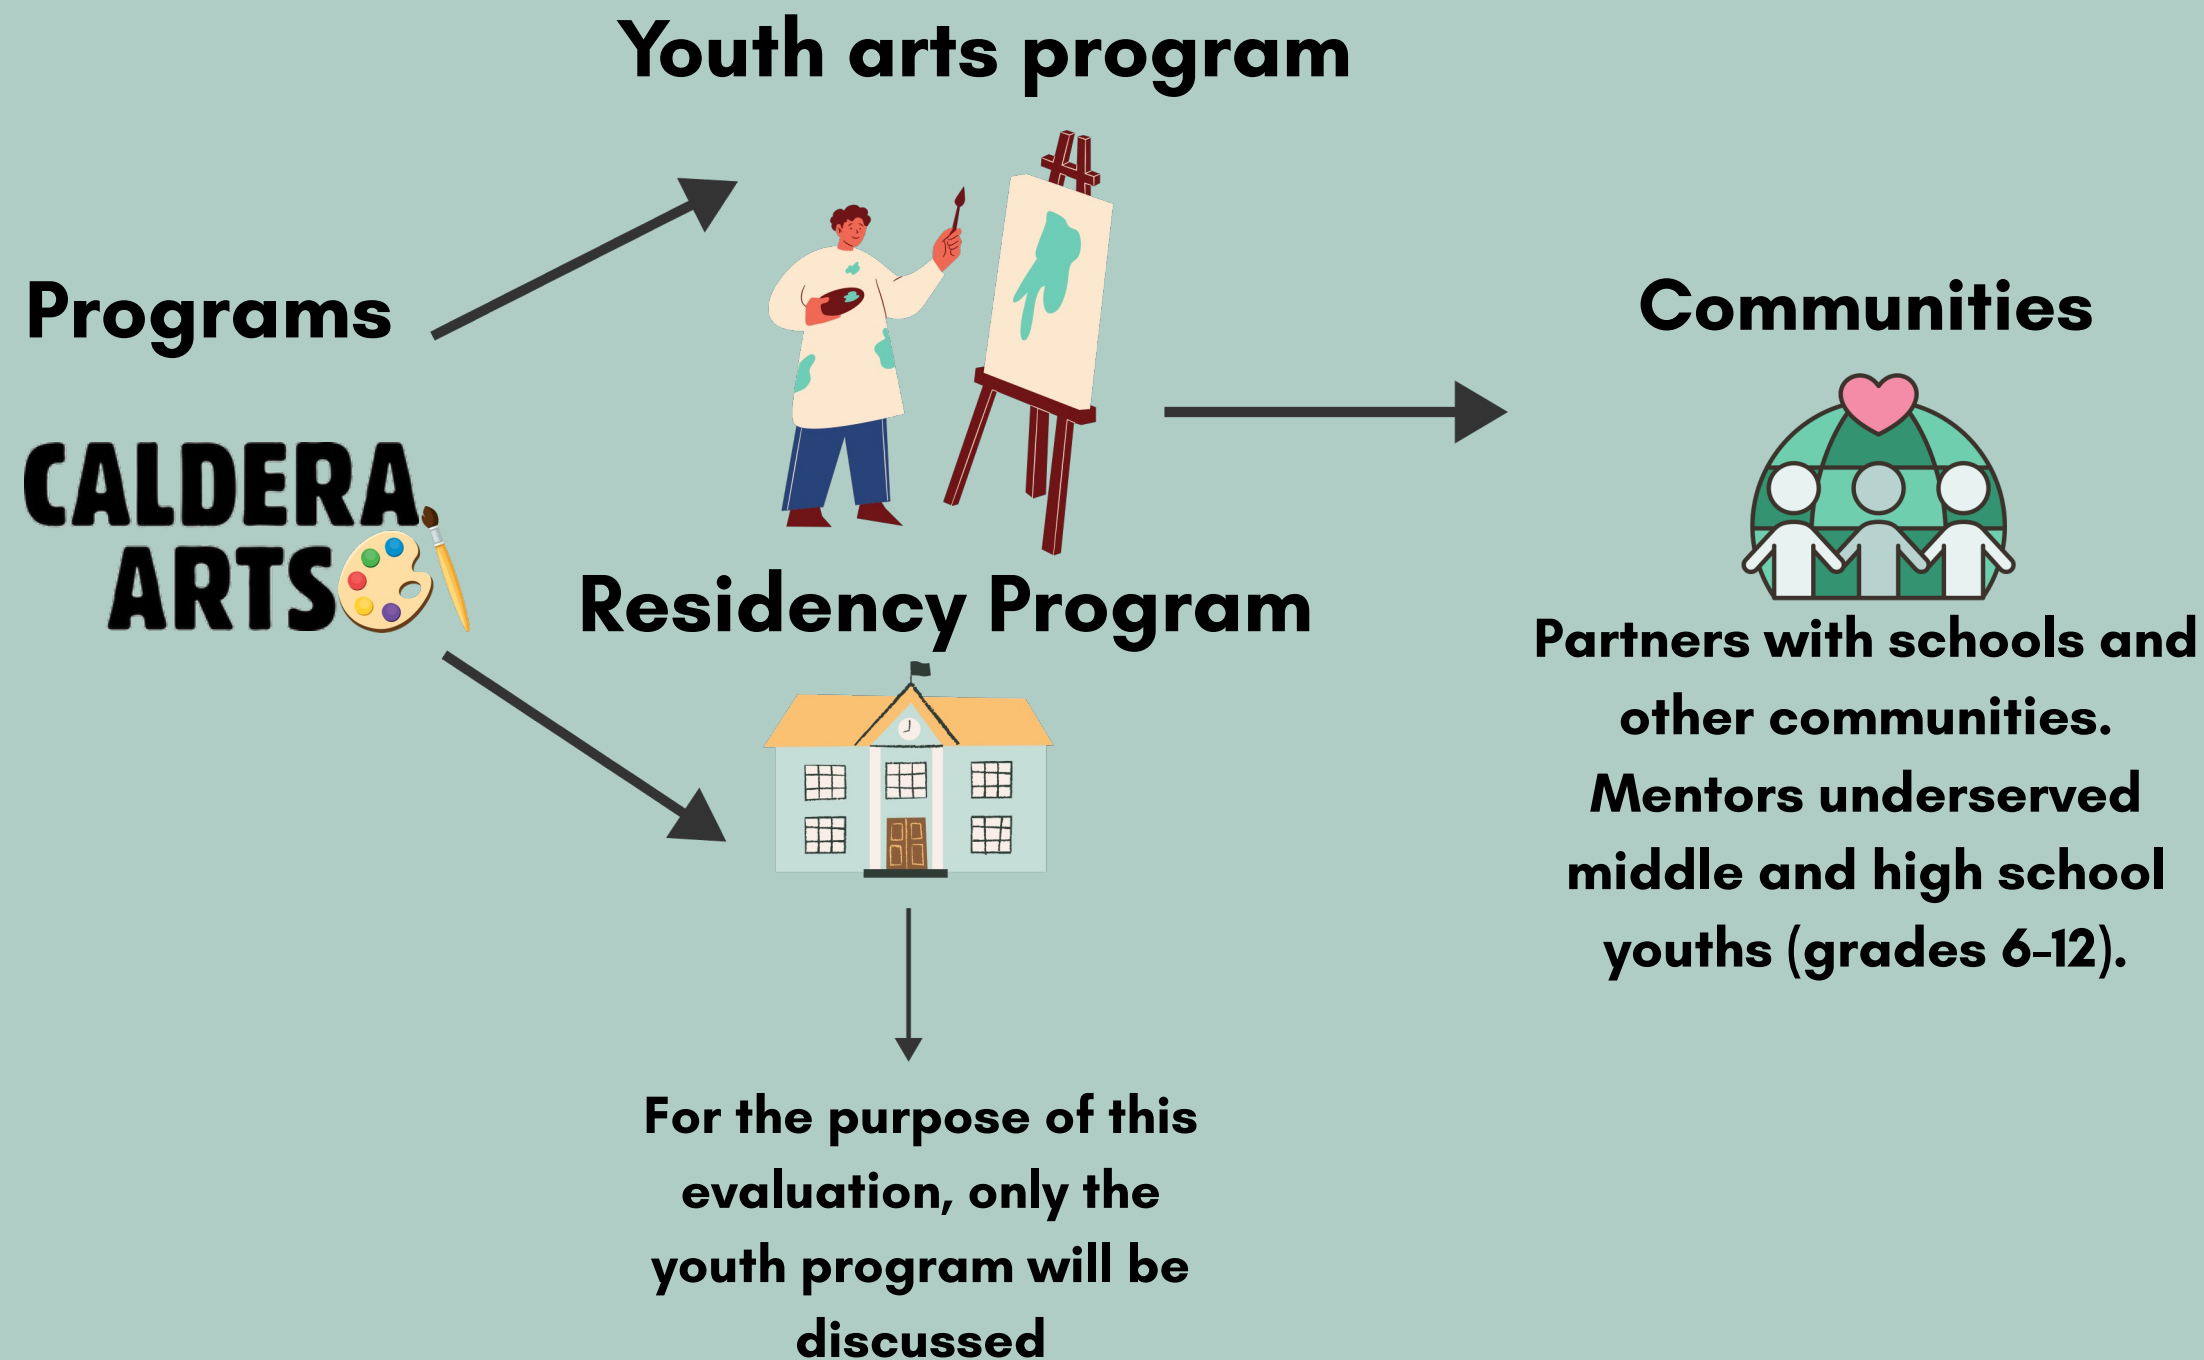 Youth arts program
Programs
CALDERA
ARTS
Residency Program
For the purpose of this
evaluation, only the
youth program will be
discussed
Communities
Partners with schools and
other communities.
Mentors underserved
middle and high school
youths (grades 6-12).